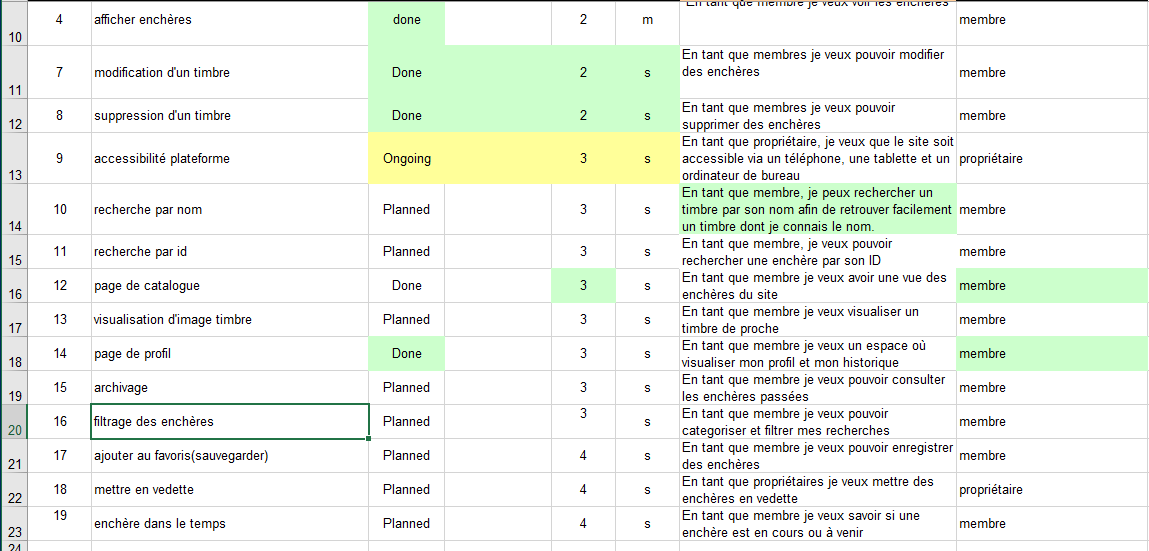 10 4 afficher enchères done 2 m En tant que membre je veux voir les enchères membre
11 7 modification d'un timbre Done 2 s En tant que membres je veux pouvoir modifier
des enchères membre
12 8 suppression d'un timbre Done 2 s En tant que membres je veux pouvoir
supprimer des enchères membre
13 9 accessibilité plateforme Ongoing 3 s En tant que propriétaire, je veux que le site soit
accessible via un téléphone, une tablette et un
ordinateur de bureau propriétaire
14 10 recherche par nom Planned 3 s En tant que membre, je peux rechercher un
timbre par son nom afin de retrouver facilement
un timbre dont je connais le nom. membre
15 11 recherche par id Planned 3 s En tant que membre, je veux pouvoir
rechercher une enchère par son ID membre
16 12 page de catalogue Done 3 s En tant que membre je veux avoir une vue des
enchères du site membre
17 13 visualisation d'image timbre Planned 3 s En tant que membre je veux visualiser un
timbre de proche membre
18 14 page de profil Done 3 s En tant que membre je veux un espace où
visualiser mon profil et mon historique membre
19 15 archivage Planned 3 s En tant que membre je veux pouvoir consulter
les enchères passées membre
20 16 filtrage des enchères Planned 3 s En tant que membre je veux pouvoir
categoriser et filtrer mes recherches membre
21 17 ajouter au favoris(sauvegarder) Planned 4 s En tant que membre je veux pouvoir enregistrer
des enchères membre
22 18 mettre en vedette Planned 4 s En tant que propriétaires je veux mettre des
enchères en vedette propriétaire
23 19 enchère dans le temps Planned 4 s En tant que membre je veux savoir si une
enchère est en cours ou à venir membre
24